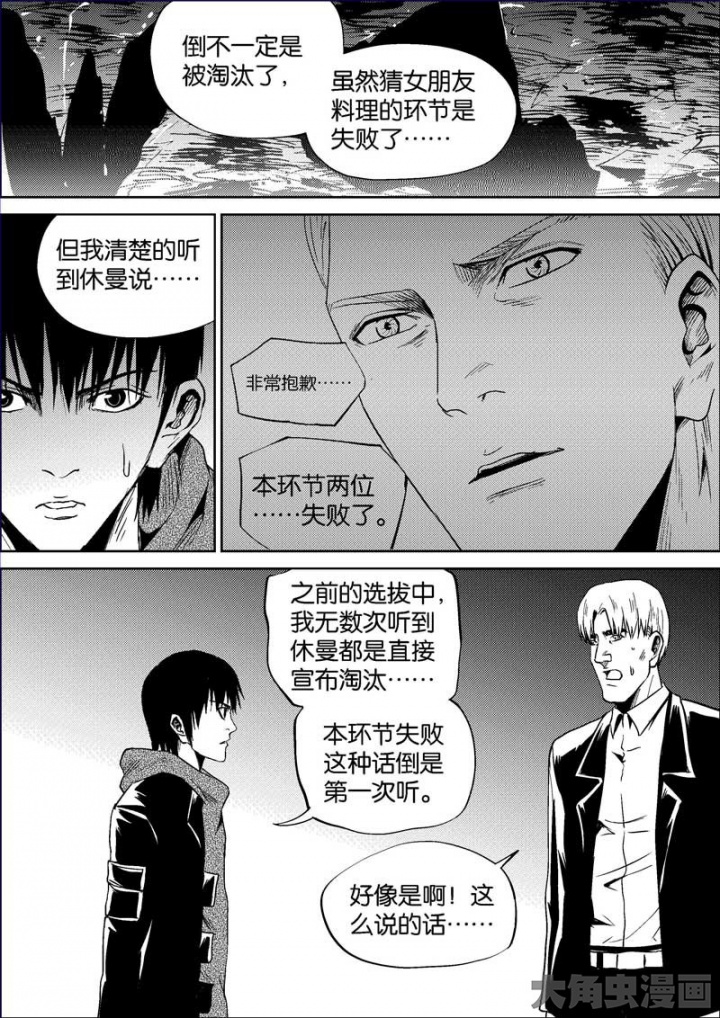 倒不一定是
被淘汰了，
虽然猜女朋友
料理的环节是
失败了……
但我清楚的听
到休曼说……
非常抱歉……
本环节两位
……失败了。
之前的选拔中，
我无数次听到
休曼都是直接
宣布淘汰……
本环节失败
这种话倒是
第一次听。
好像是啊！这
么说的话……
大角虫漫画